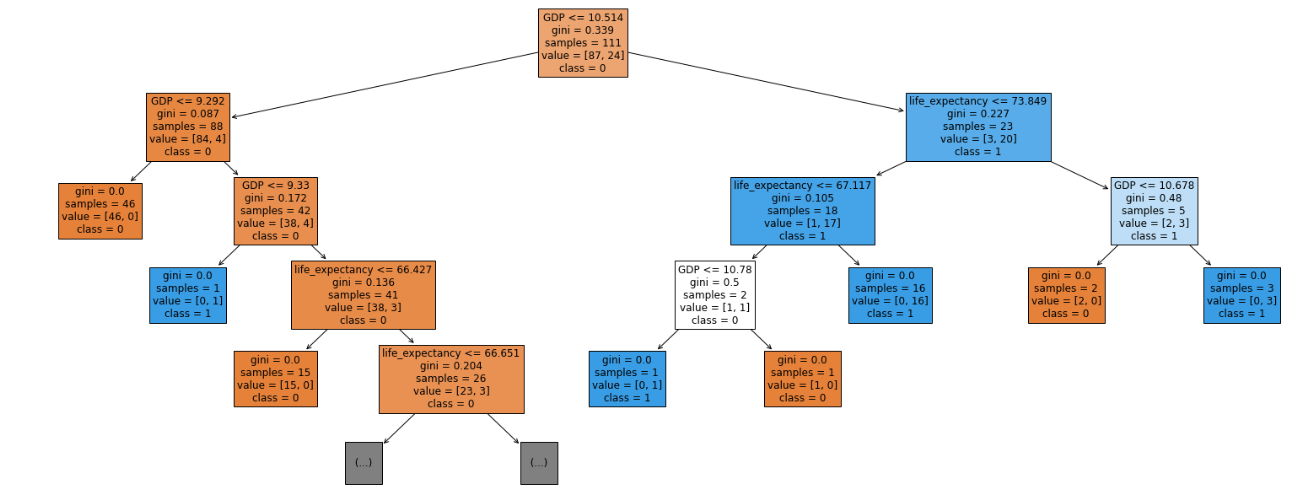 GDP <= 10.514
gini = 0.339
samples = 111
value = [87, 24]
class = 0
GDP <= 9.292
gini = 0.087
samples = 88
value = [84, 4]
class = 0
life_expectancy <= 73.849
gini = 0.227
samples = 23
value = [3, 20]
class = 1
gini = 0.0
samples = 46
value = [46, 0]
class = 0
GDP <= 9.33
gini = 0.172
samples = 42
value = [38, 4]
class = 0
life_expectancy <= 67.117
gini = 0.105
samples = 18
value = [1, 17]
class = 1
GDP <= 10.678
gini = 0.48
samples = 5
value = [2, 3]
class = 1
gini = 0.0
samples = 1
value = [0, 1]
class = 1
life_expectancy <= 66.427
gini = 0.136
samples = 41
value = [38, 3]
class = 0
GDP <= 10.78
gini = 0.5
samples = 2
value = [1, 1]
class = 0
gini = 0.0
samples = 16
value = [0, 16]
class = 1
gini = 0.0
samples = 2
value = [2, 0]
class = 0
gini = 0.0
samples = 3
value = [0, 3]
class = 1
gini = 0.0
samples = 15
value = [15, 0]
class = 0
life_expectancy <= 66.651
gini = 0.204
samples = 26
value = [23, 3]
class = 0
gini = 0.0
samples = 1
value = [0, 1]
class = 1
gini = 0.0
samples = 1
value = [1, 0]
class = 0
(...)
(...)